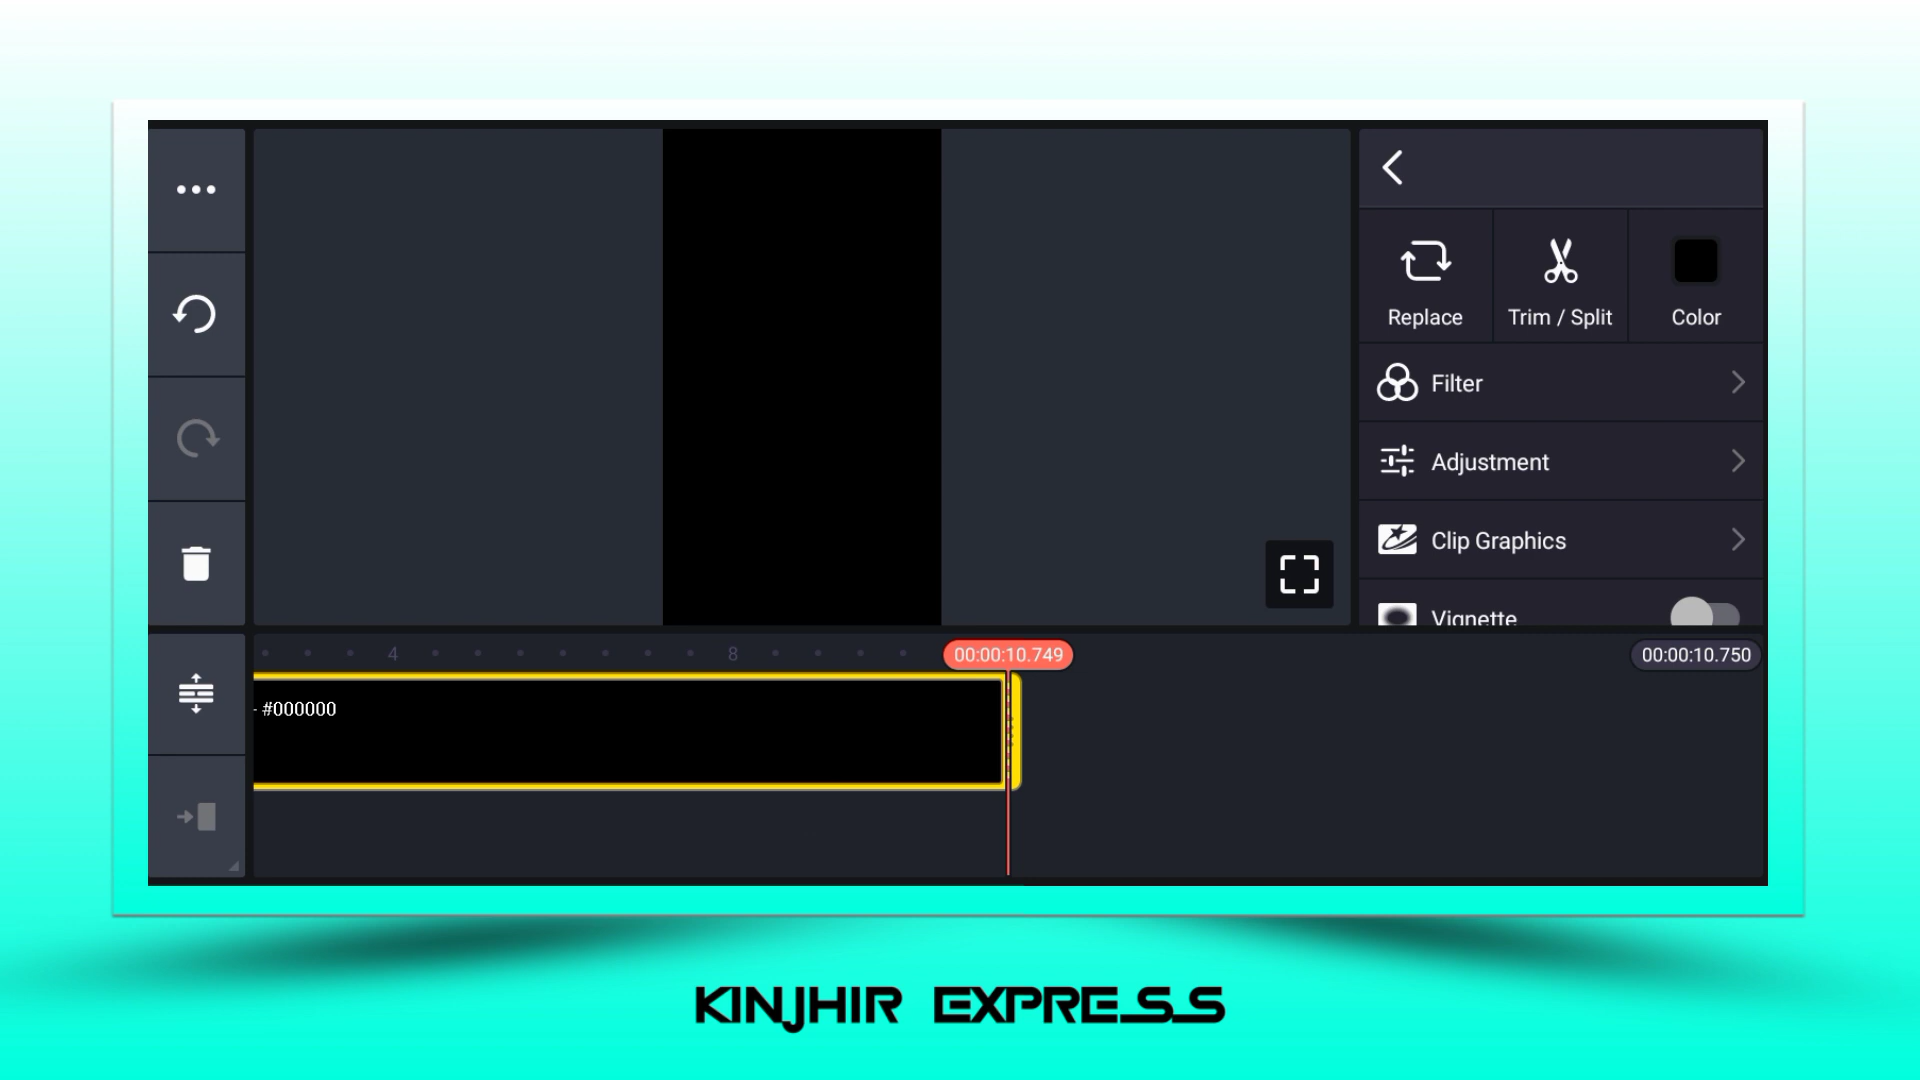 Replace
Trim / Split
Color
Filter
Adjustment
Clip Graphics
Vignette
4
8
00:00:10.749
00:00:10.750
- #000000
KINJHIR EXPRESS